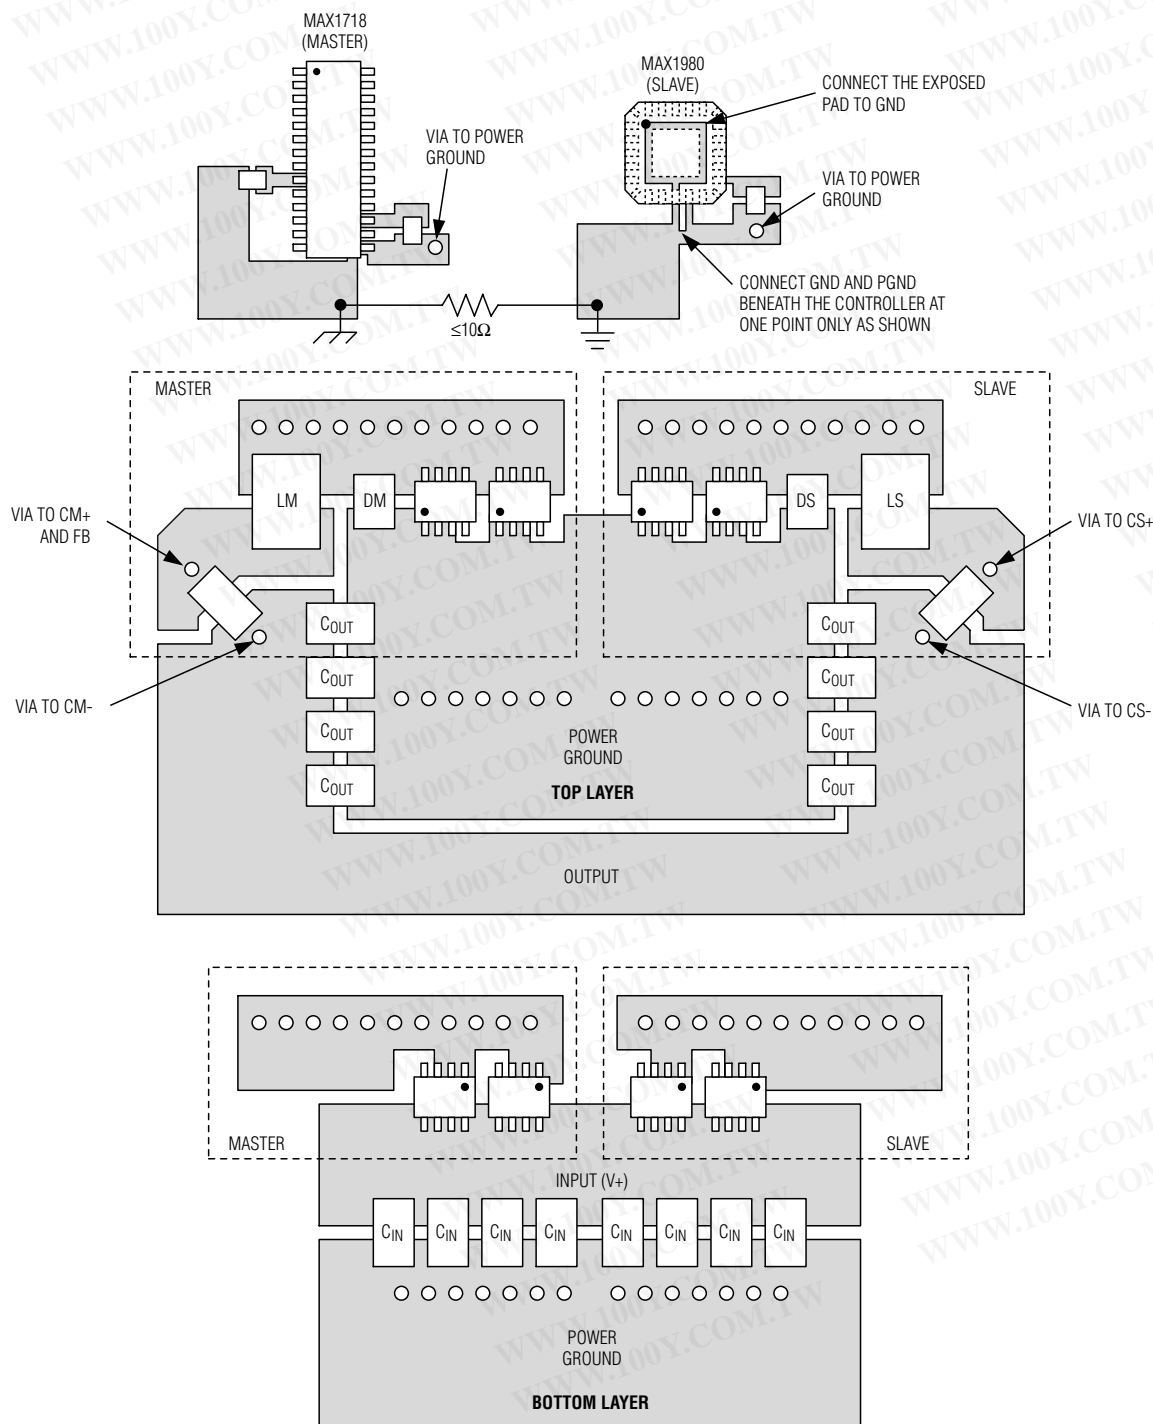 MAX1718
(MASTER)
MAX1980
(SLAVE)
CONNECT THE EXPOSED
PAD TO GND
VIA TO POWER
GROUND
VIA TO POWER
GROUND
CONNECT GND AND PGND
BENEATH THE CONTROLLER AT
ONE POINT ONLY AS SHOWN
≤10Ω
MASTER
SLAVE
LM
DM
DS
LS
VIA TO CM+
AND FB
VIA TO CS+
COUT
COUT
COUT
COUT
COUT
COUT
COUT
COUT
VIA TO CM-
VIA TO CS-
POWER
GROUND
TOP LAYER
OUTPUT
MASTER
SLAVE
INPUT (V+)
CIN
CIN
CIN
CIN
CIN
CIN
CIN
CIN
POWER
GROUND
BOTTOM LAYER
WWW.100Y.COM.TW